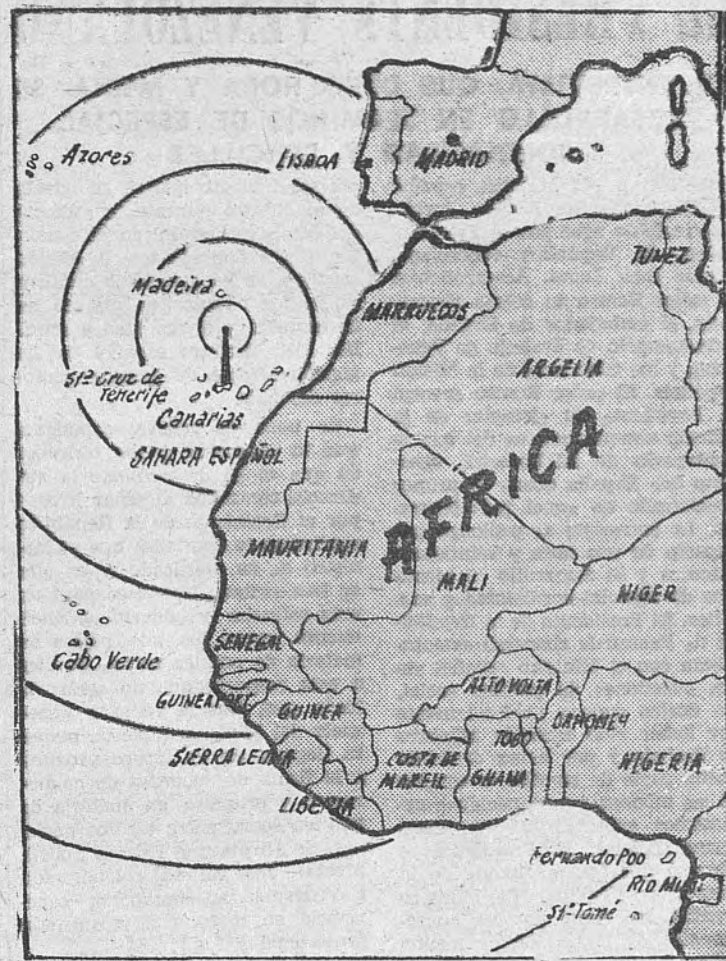 Azores
LISBOA
MADRID
TUNEZ
Madeira
MARRUECOS
ARGELIA
Stª Cruz de
Tenerife
Canarias
SAHARA ESPAÑOL
AFRICA
MAURITANIA
MALI
NIGER
SENEGAL
Cabo Verde
ALTO VOLTA
GUINEA
DAHOMEY
TOGO
SIERRA LEONA
COSTA DE
MARFIL
GHANA
NIGERIA
LIBERIA
Fernando Poo
RÍO MUNI
Stº Tomé